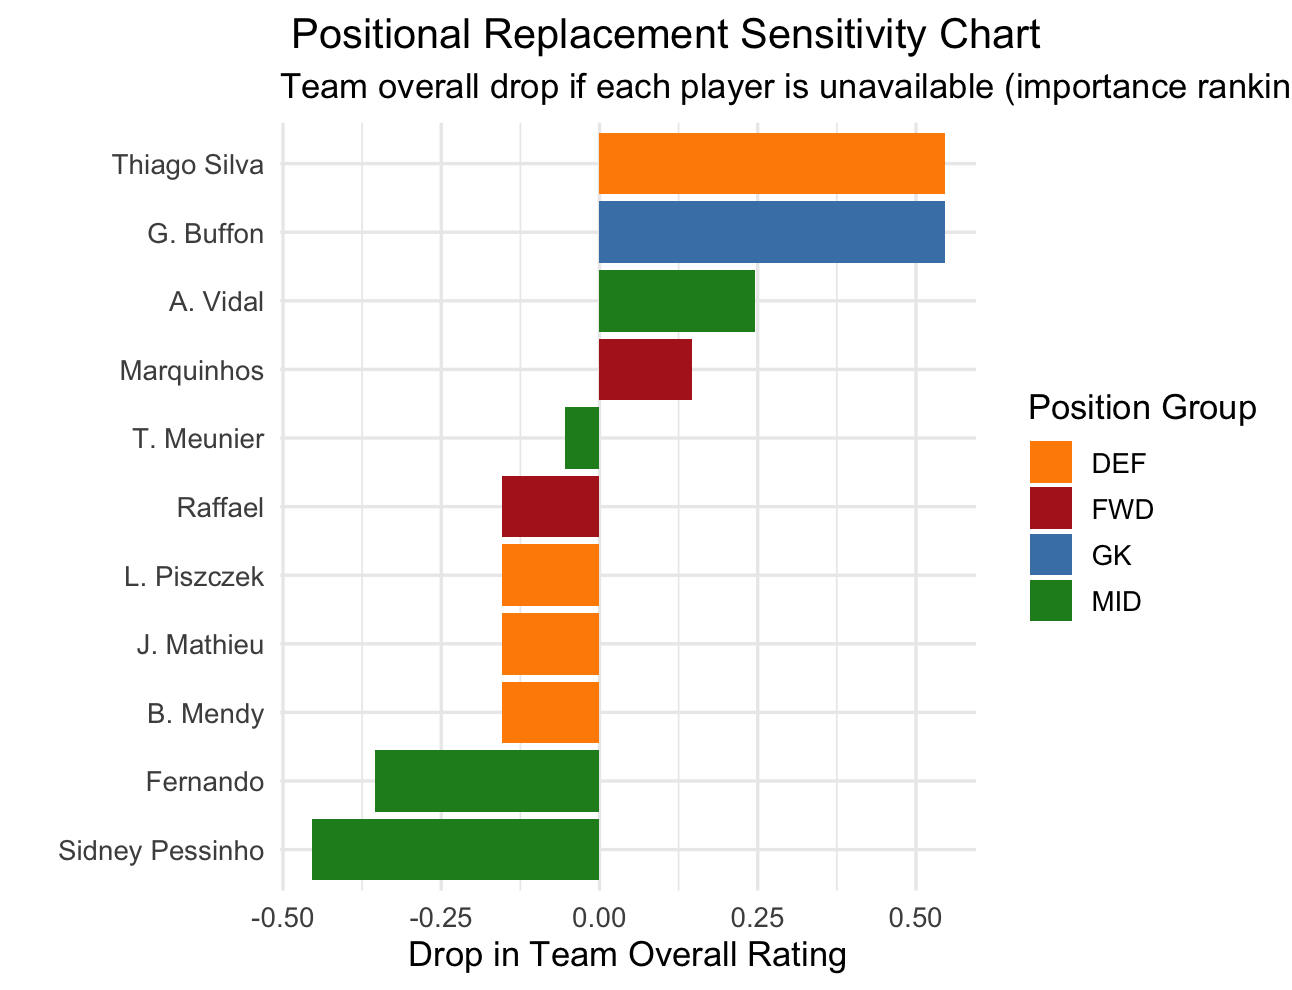 Positional Replacement Sensitivity Chart
Team overall drop if each player is unavailable (importance rankin
Thiago Silva
G. Buffon
A. Vidal
Marquinhos
T. Meunier
Raffael
L. Piszczek
J. Mathieu
B. Mendy
Fernando
Sidney Pessinho
-0.50 -0.25 0.00 0.25 0.50
Drop in Team Overall Rating
Position Group
DEF
FWD
GK
MID